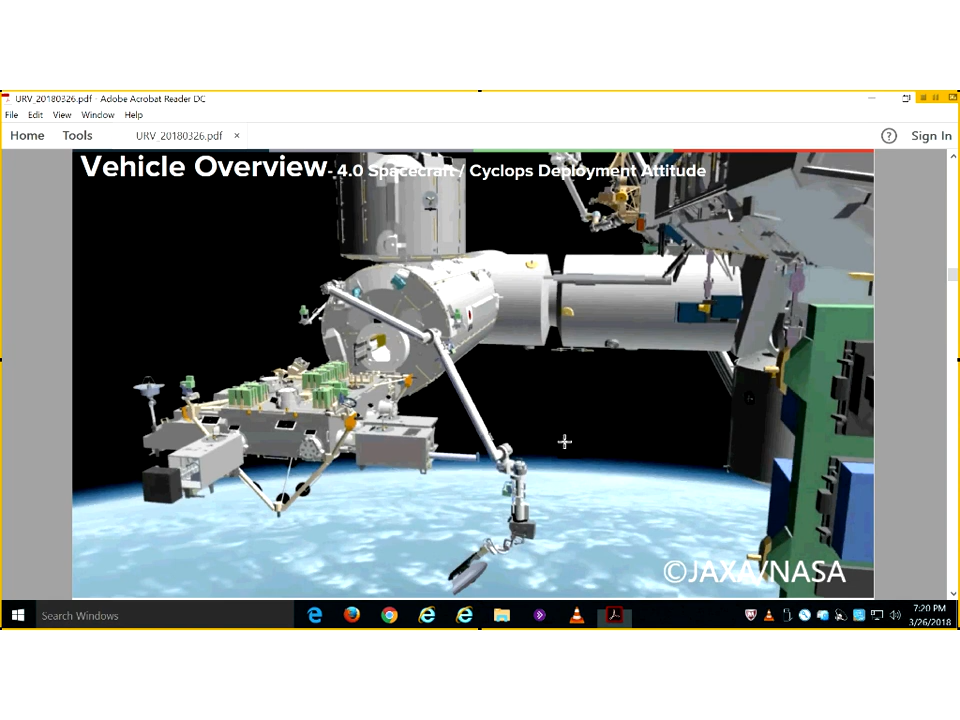 URV_20180326.pdf - Adobe Acrobat Reader DC
File Edit View Window Help
Home Tools URV_20180326.pdf × ? Sign In
Vehicle Overview- 4.0 Spacecraft / Cyclops Deployment Attitude
©JAXA/NASA
Search Windows
7:20 PM
3/26/2018